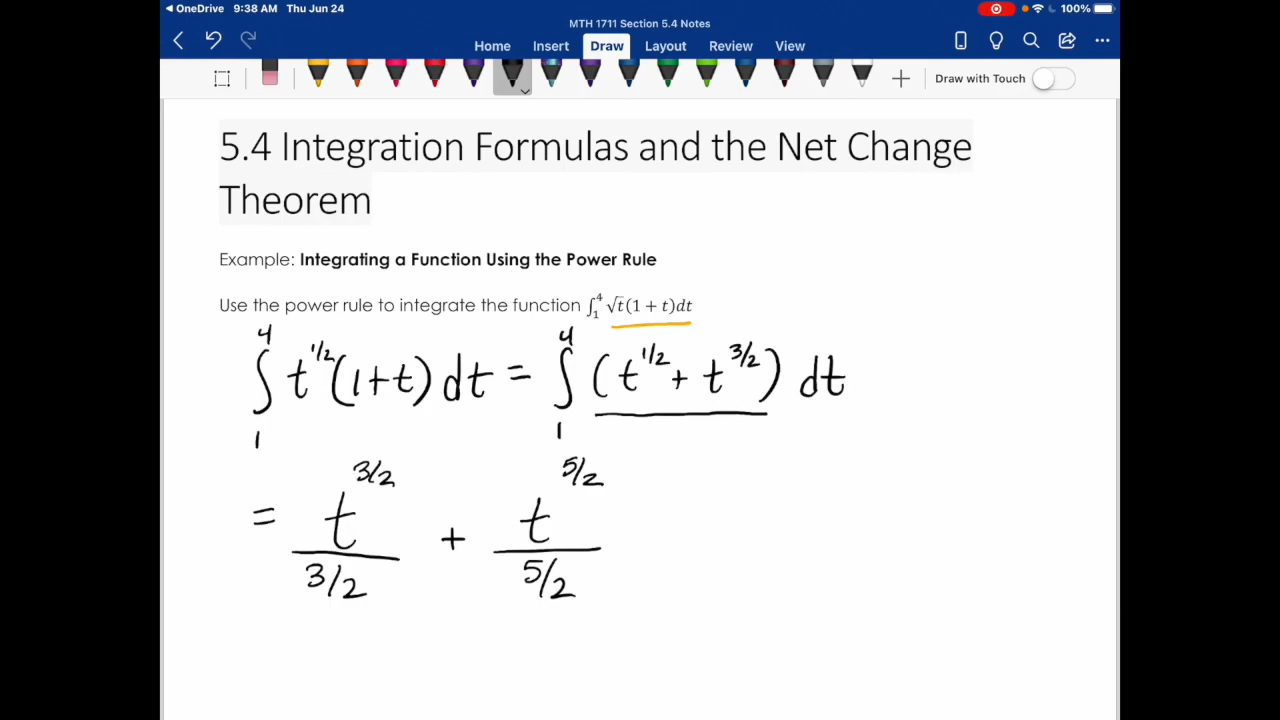 OneDrive 9:38 AM Thu Jun 24 100%
MTH 1711 Section 5.4 Notes
Home Insert Draw Layout Review View
Draw with Touch
5.4 Integration Formulas and the Net Change
Theorem
Example: Integrating a Function Using the Power Rule
Use the power rule to integrate the function ∫₁⁴ √t(1 + t)dt
∫₁⁴ t^1/2 (1+t) dt = ∫₁⁴ (t^1/2 + t^3/2) dt
= t^3/2 / 3/2 + t^5/2 / 5/2